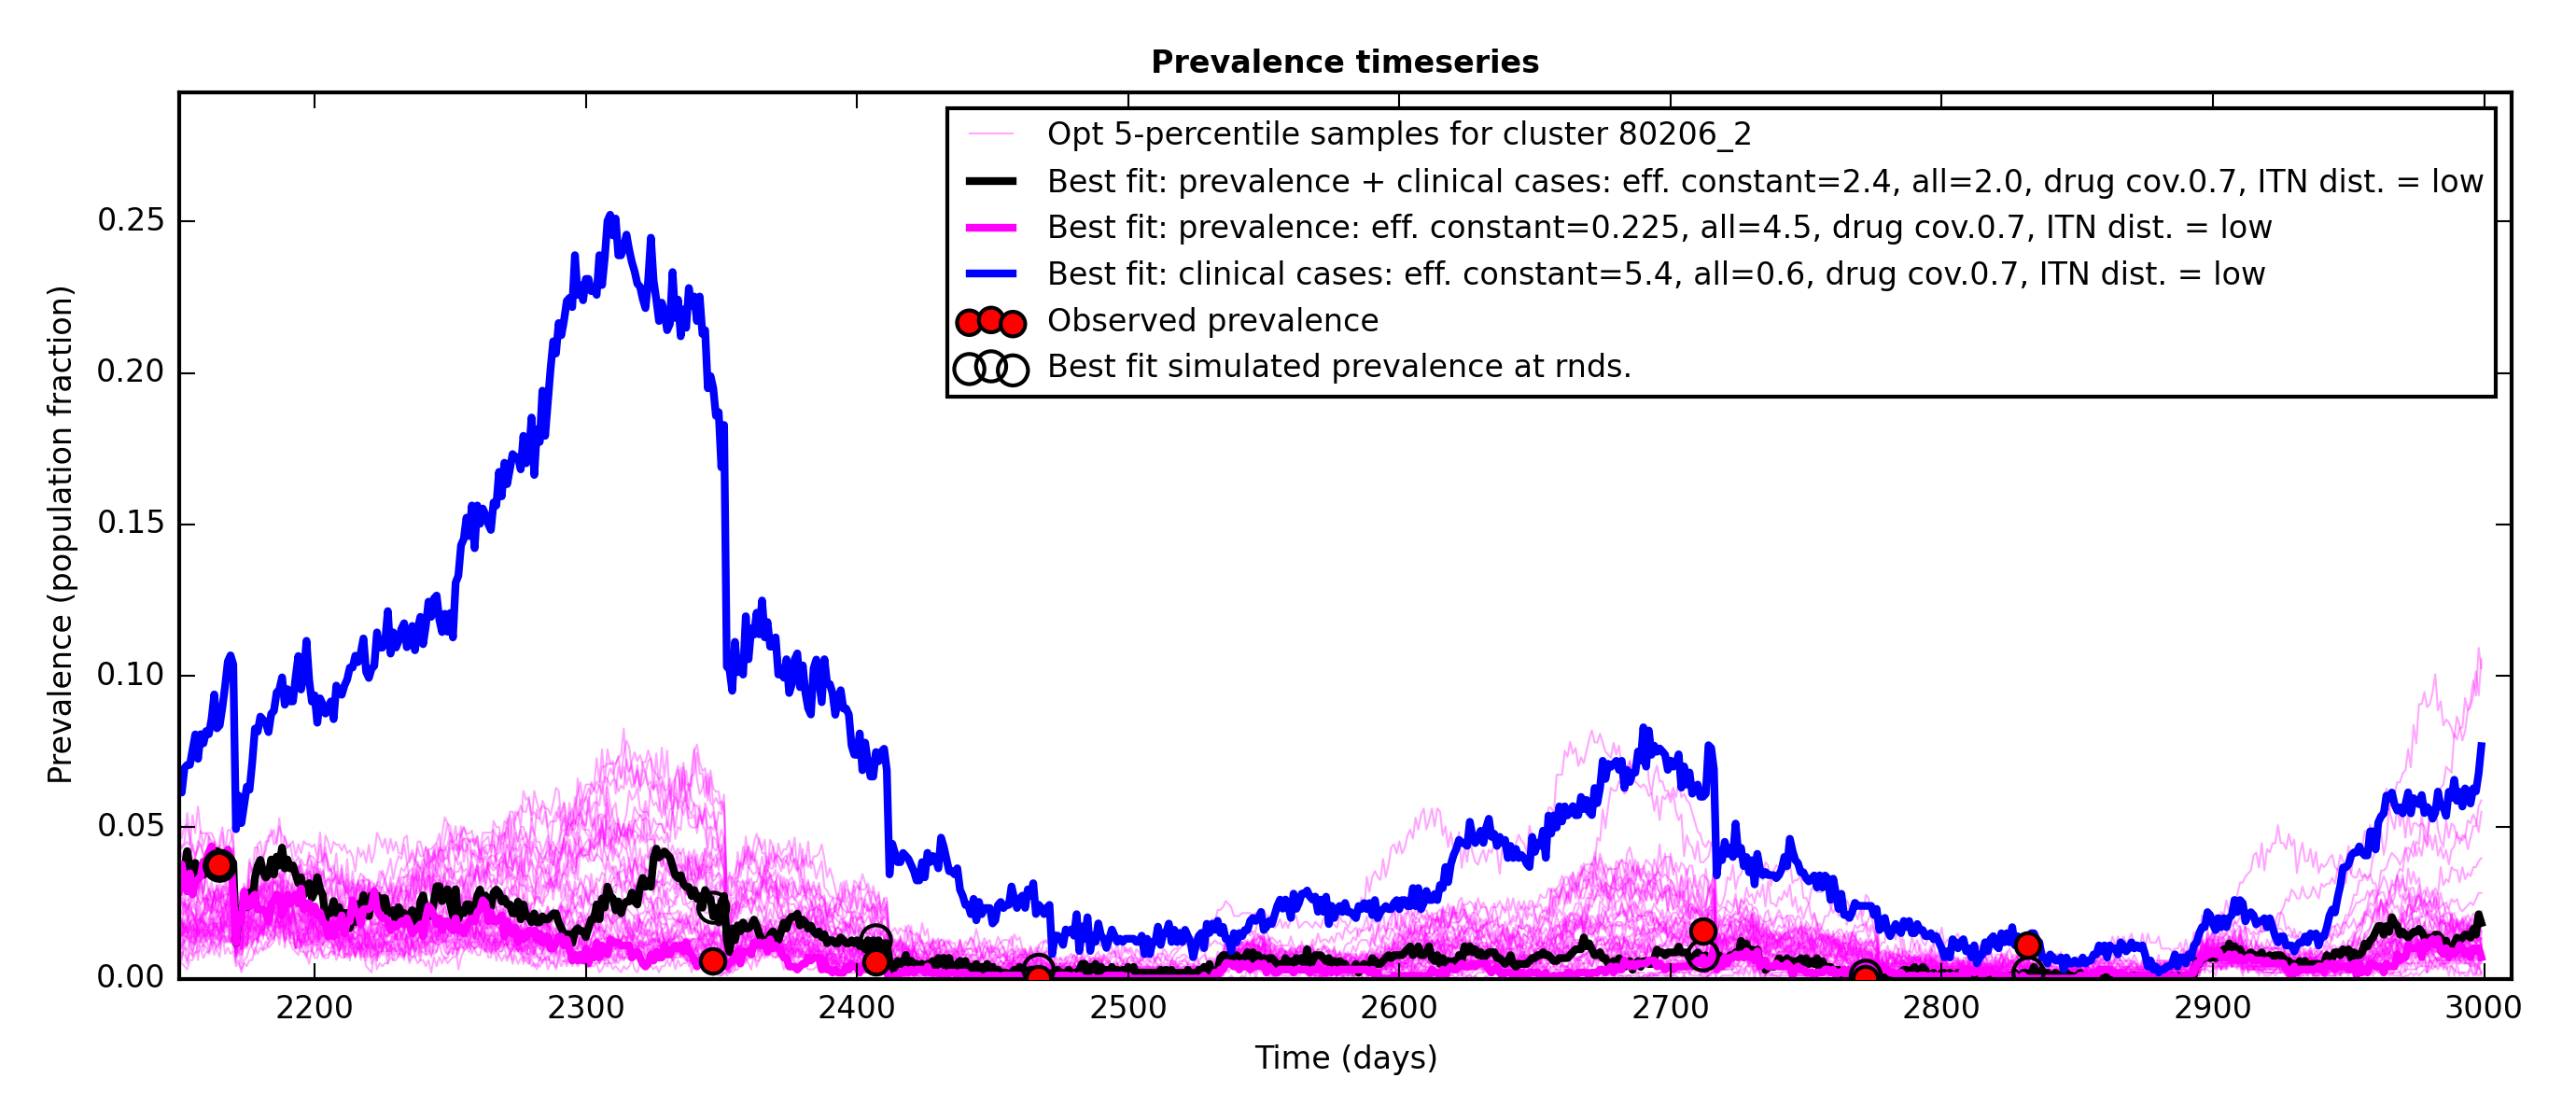 Prevalence timeseries
Opt 5-percentile samples for cluster 80206_2
Best fit: prevalence + clinical cases: eff. constant=2.4, all=2.0, drug cov.0.7, ITN dist. = low
Best fit: prevalence: eff. constant=0.225, all=4.5, drug cov.0.7, ITN dist. = low
Best fit: clinical cases: eff. constant=5.4, all=0.6, drug cov.0.7, ITN dist. = low
Observed prevalence
Best fit simulated prevalence at rnds.
Prevalence (population fraction)
0.25
0.20
0.15
0.10
0.05
0.00
2200 2300 2400 2500 2600 2700 2800 2900 3000
Time (days)